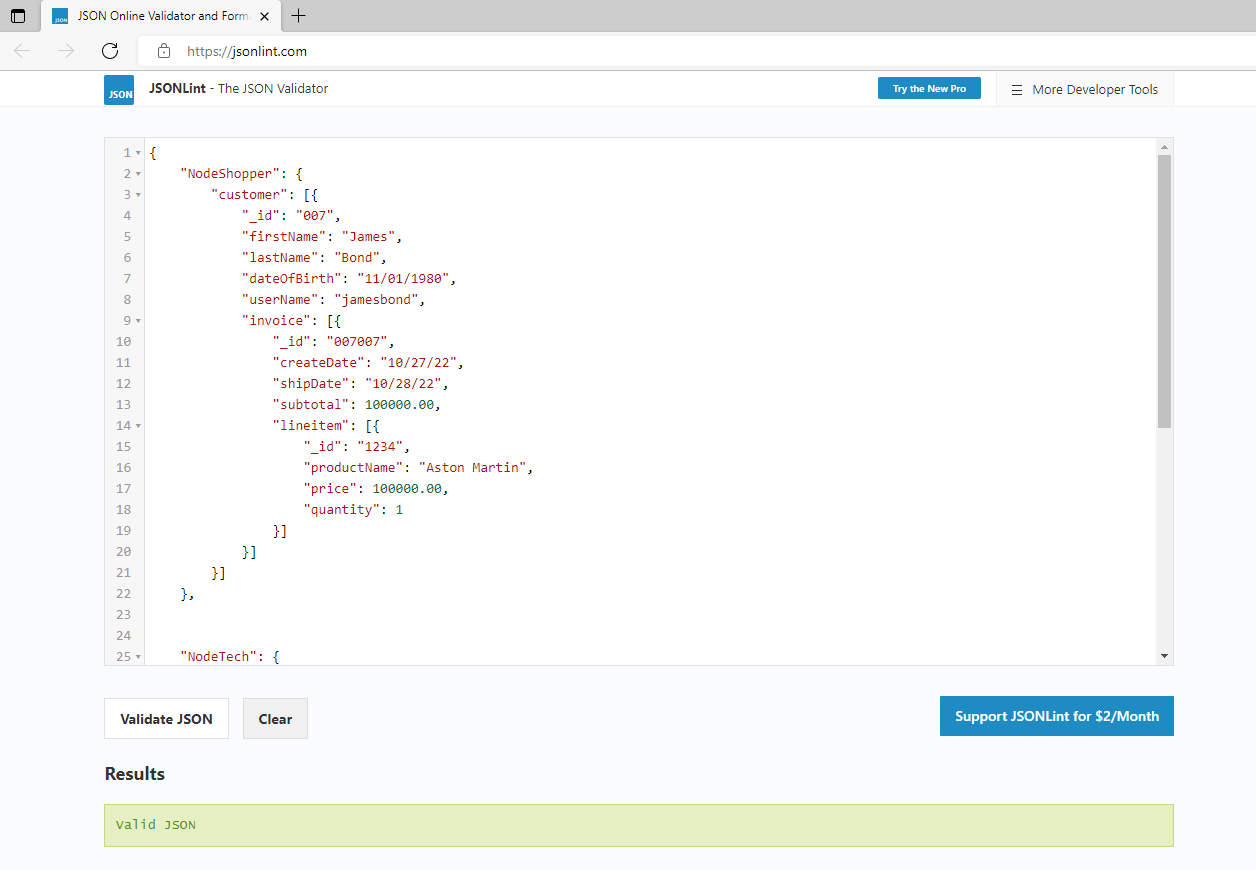 JSON Online Validator and Form
https://jsonlint.com
JSON JSONLint - The JSON Validator
Try the New Pro
More Developer Tools
1 {
2 "NodeShopper": {
3 "customer": [{
4 "_id": "007",
5 "firstName": "James",
6 "lastName": "Bond",
7 "dateOfBirth": "11/01/1980",
8 "userName": "jamesbond",
9 "invoice": [{
10 "_id": "007007",
11 "createDate": "10/27/22",
12 "shipDate": "10/28/22",
13 "subtotal": 100000.00,
14 "lineitem": [{
15 "_id": "1234",
16 "productName": "Aston Martin",
17 "price": 100000.00,
18 "quantity": 1
19 }]
20 }]
21 }]
22 },
23
24
25 "NodeTech": {
Validate JSON
Clear
Support JSONLint for $2/Month
Results
Valid JSON